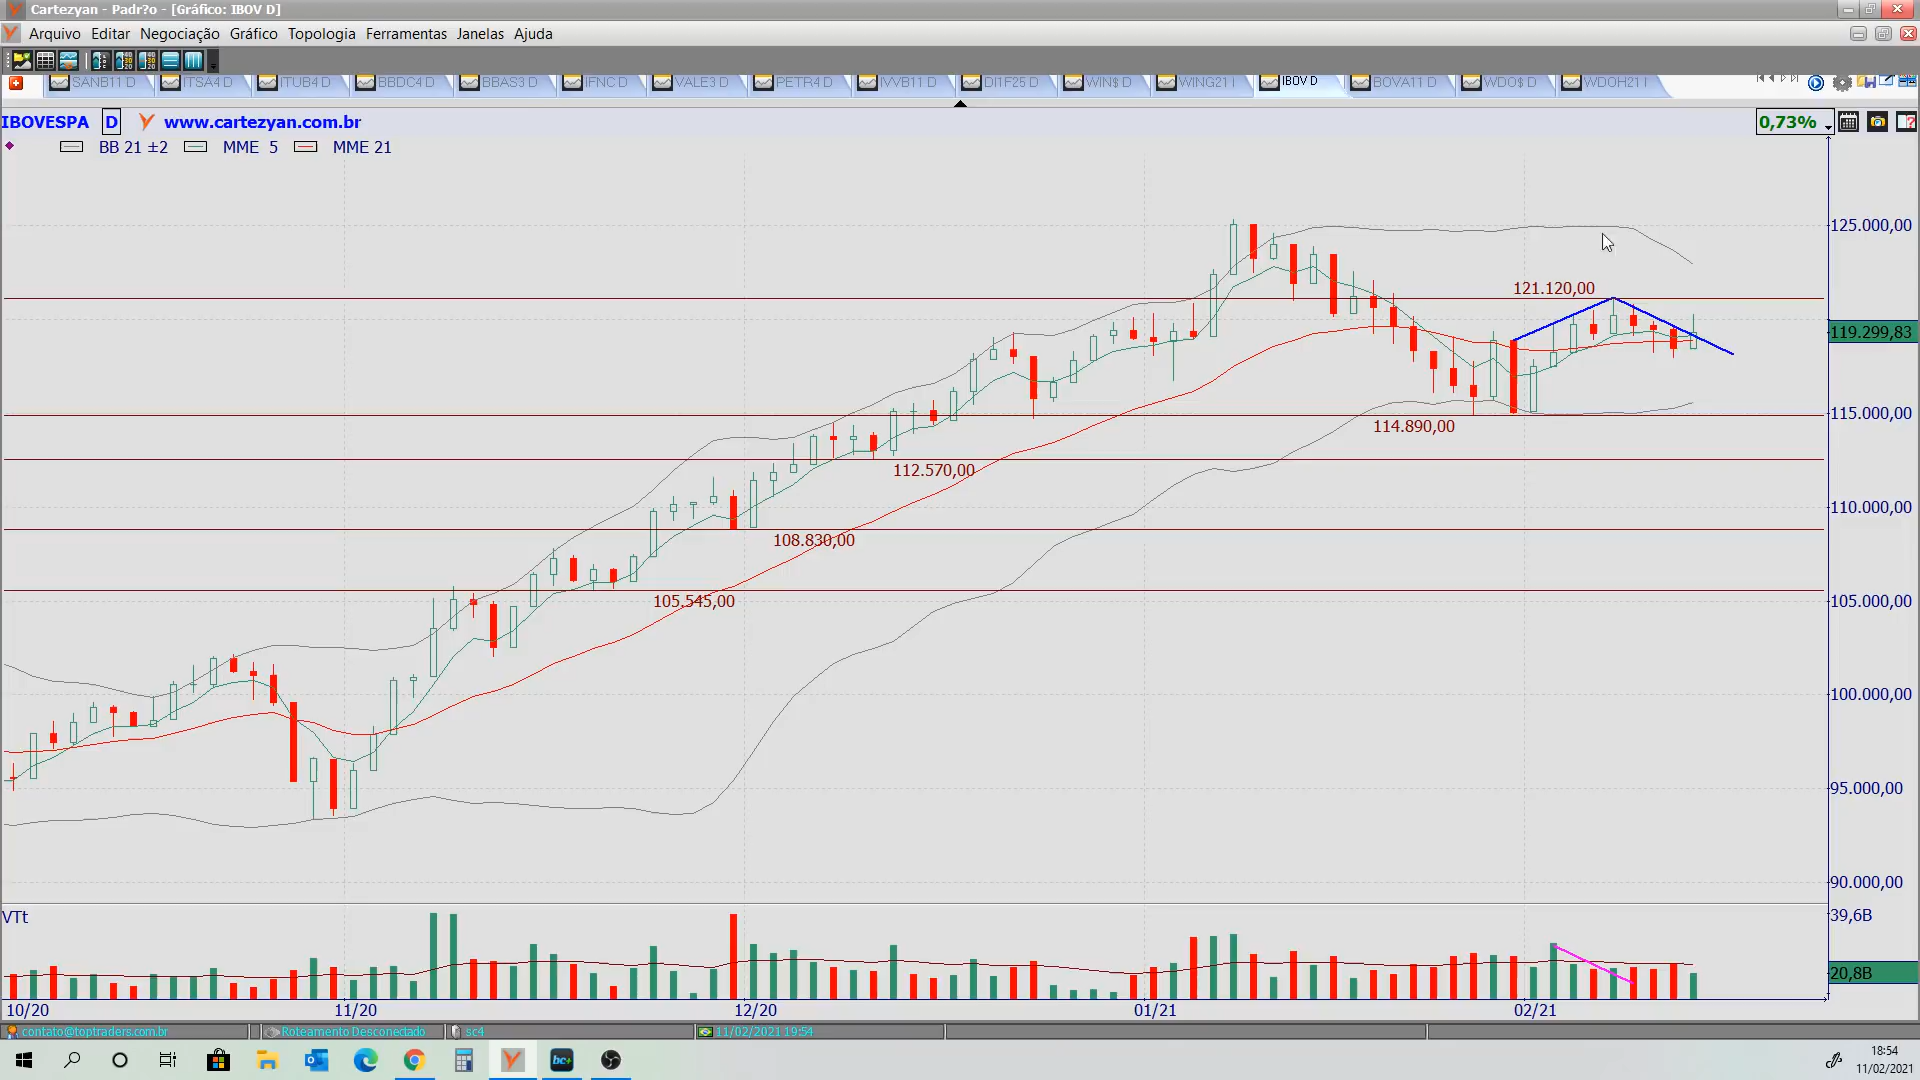 Cartezyan - Padr?o - [Gráfico: IBOV D]
Arquivo Editar Negociação Gráfico Topologia Ferramentas Janelas Ajuda
SANB11 D ITSA4 D ITUB4 D BBDC4 D BBAS3 D IFNC D VALE3 D PETR4 D IVVB11 D DI1F25 D WIN$ D WING21 I IBOV D BOVA11 D WDO$ D WDOH21 I
IBOVESPA D www.cartezyan.com.br 0,73%
BB 21 ±2 MME 5 MME 21
125.000,00
121.120,00
119.299,83
115.000,00
114.890,00
112.570,00
110.000,00
108.830,00
105.545,00
105.000,00
100.000,00
95.000,00
90.000,00
VTt
39,6B
20,8B
10/20 11/20 12/20 01/21 02/21
contato@toptraders.com.br Roteamento Desconectado sc4 11/02/2021 19:54
18:54
11/02/2021